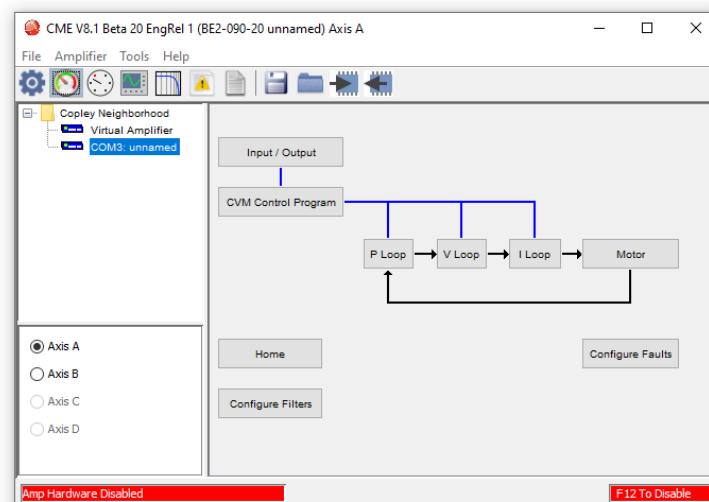 CME V8.1 Beta 20 EngRel 1 (BE2-090-20 unnamed) Axis A
File Amplifier Tools Help
Copley Neighborhood
Virtual Amplifier
COM3: unnamed
Input / Output
CVM Control Program
P Loop V Loop I Loop Motor
Axis A
Axis B
Axis C
Axis D
Home Configure Faults
Configure Filters
Amp Hardware Disabled F12 To Disable